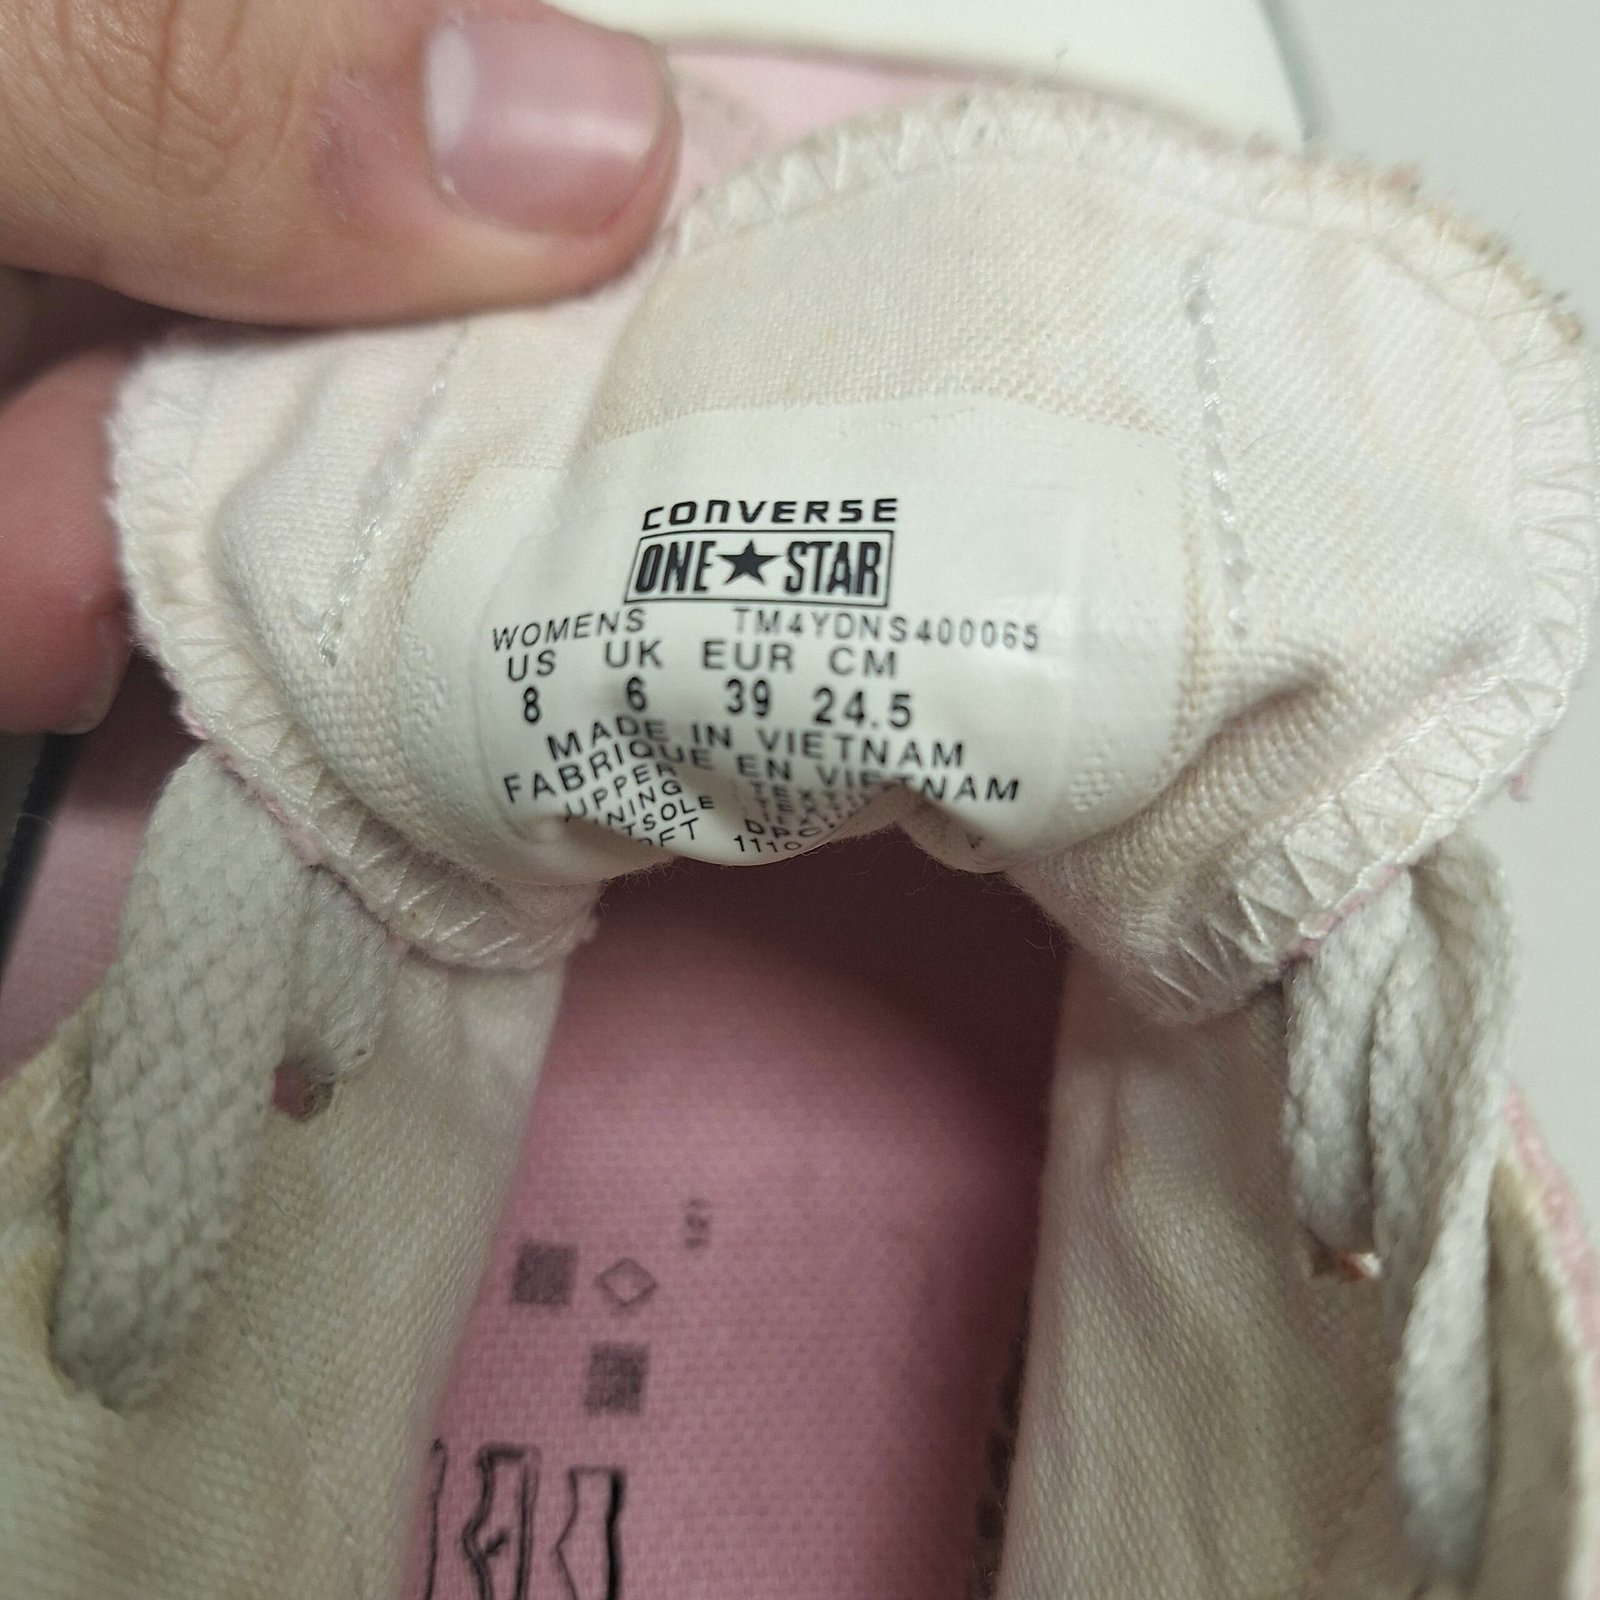 CONVERSE
ONE★STAR
WOMENS TM4YDNS400065
US UK EUR CM
8 6 39 24.5
MADE IN VIETNAM
FABRIQUE EN VIETNAM
UPPER